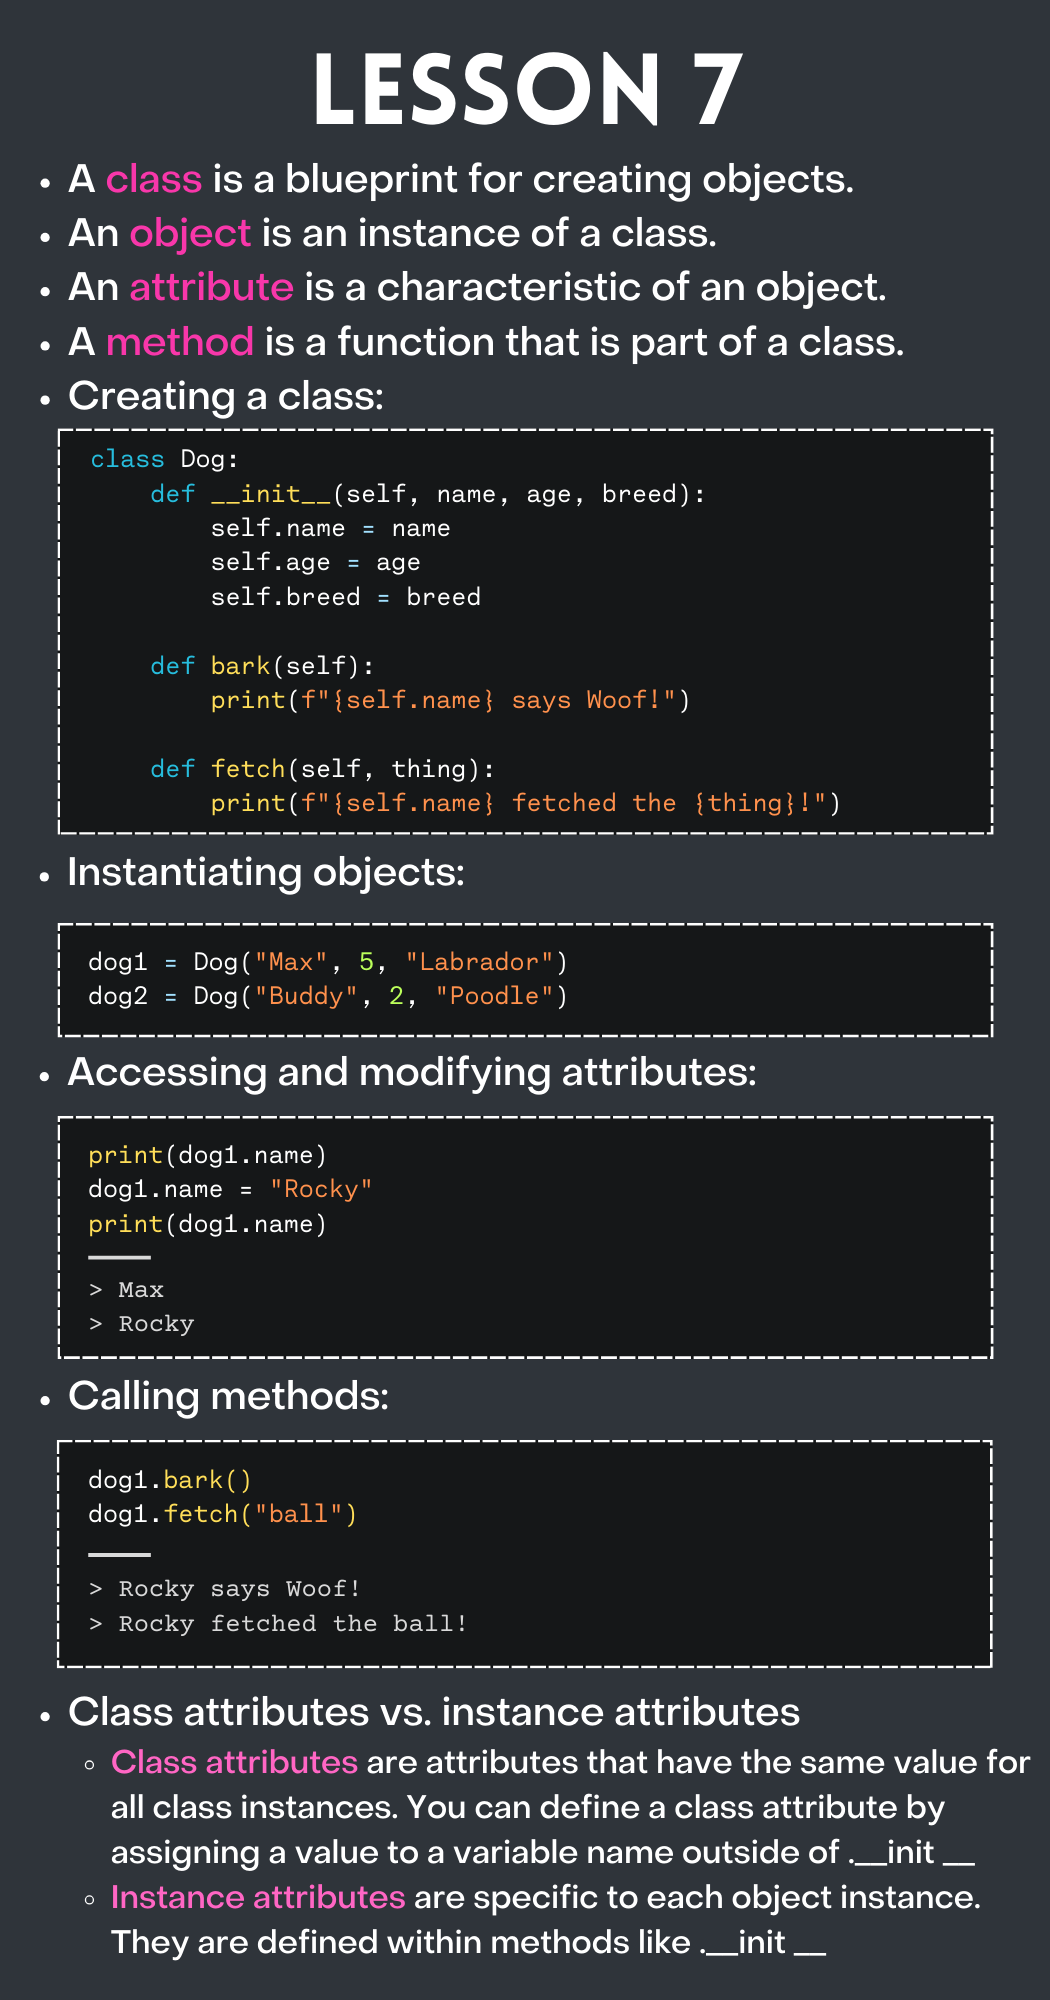 LESSON 7
• A class is a blueprint for creating objects.
• An object is an instance of a class.
• An attribute is a characteristic of an object.
• A method is a function that is part of a class.
• Creating a class:
class Dog:
    def __init__(self, name, age, breed):
        self.name = name
        self.age = age
        self.breed = breed

    def bark(self):
        print(f"{self.name} says Woof!")

    def fetch(self, thing):
        print(f"{self.name} fetched the {thing}!")
• Instantiating objects:
dog1 = Dog("Max", 5, "Labrador")
dog2 = Dog("Buddy", 2, "Poodle")
• Accessing and modifying attributes:
print(dog1.name)
dog1.name = "Rocky"
print(dog1.name)
> Max
> Rocky
• Calling methods:
dog1.bark()
dog1.fetch("ball")
> Rocky says Woof!
> Rocky fetched the ball!
• Class attributes vs. instance attributes
◦ Class attributes are attributes that have the same value for
all class instances. You can define a class attribute by
assigning a value to a variable name outside of .__init __
◦ Instance attributes are specific to each object instance.
They are defined within methods like .__init __